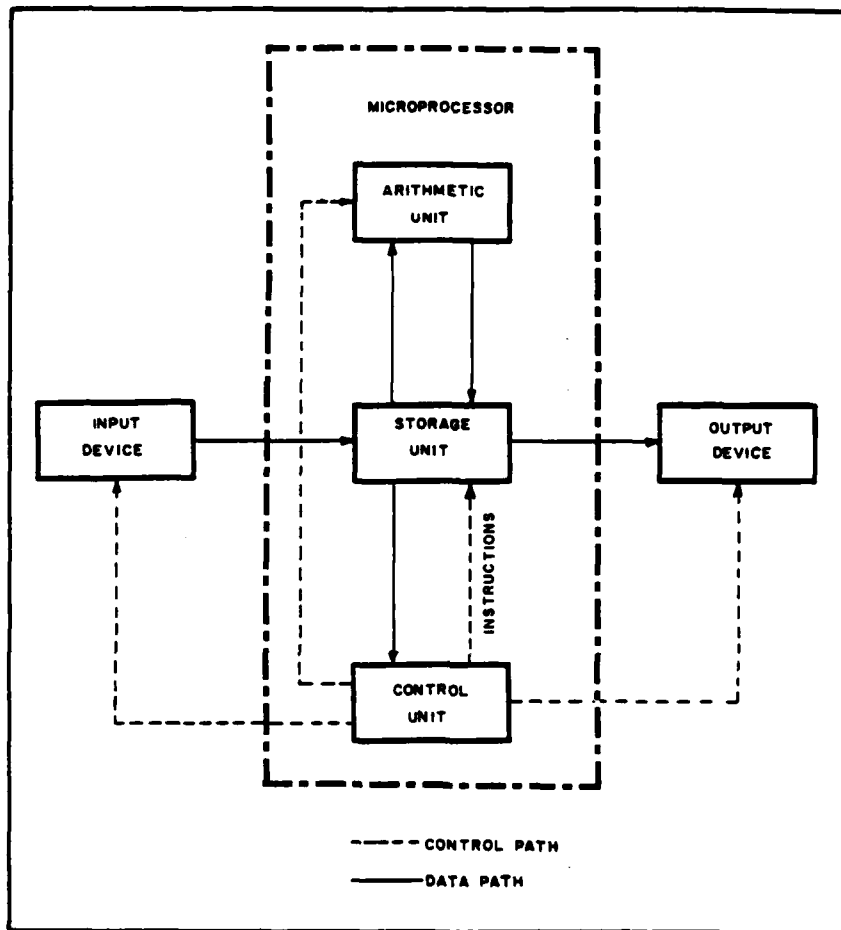 MICROPROCESSOR
ARITHMETIC
UNIT
INPUT
DEVICE
STORAGE
UNIT
OUTPUT
DEVICE
INSTRUCTIONS
CONTROL
UNIT
CONTROL PATH
DATA PATH